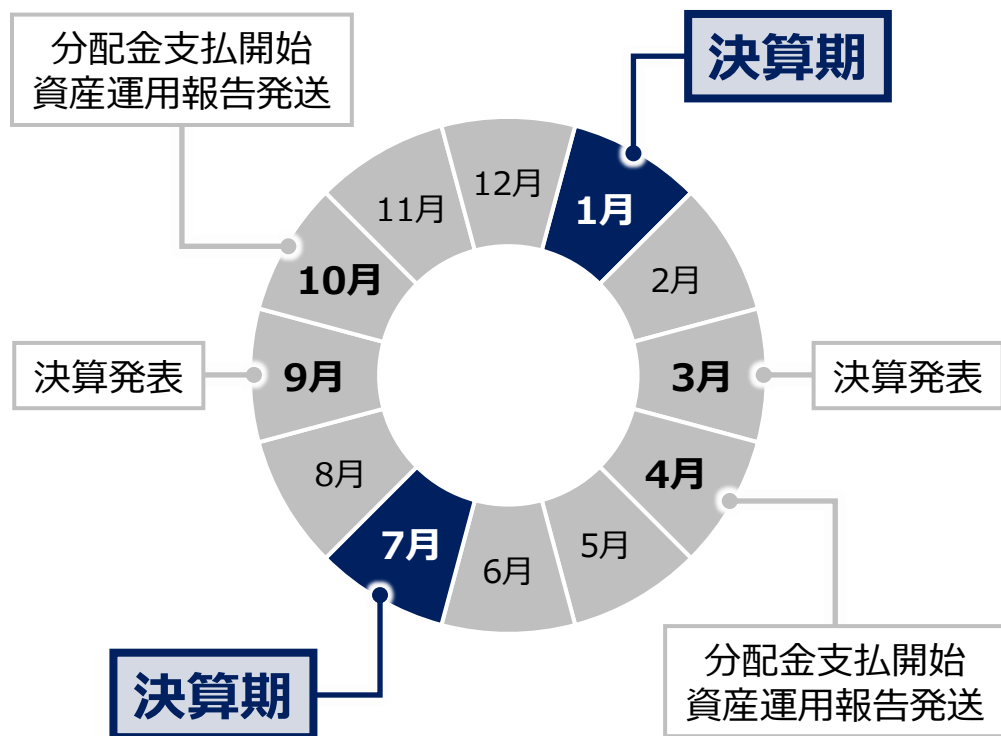 分配金支払開始
資産運用報告発送
決算期
12月
1月
11月
2月
10月
決算発表
9月
3月
決算発表
8月
4月
7月
6月
5月
決算期
分配金支払開始
資産運用報告発送